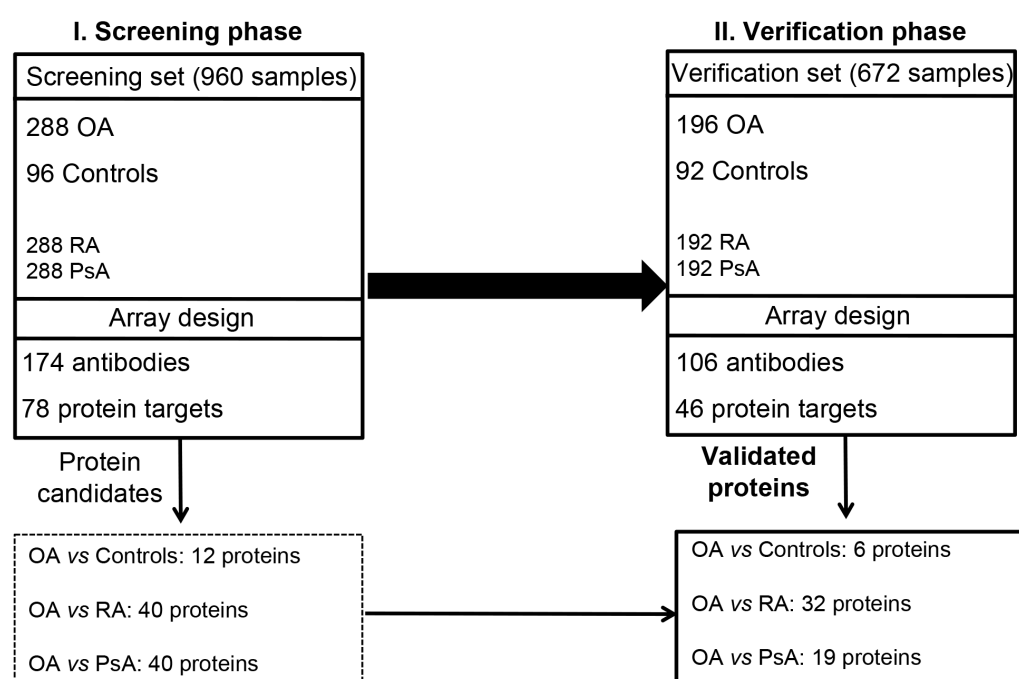 I. Screening phase
Screening set (960 samples)
288 OA
96 Controls
288 RA
288 PsA
Array design
174 antibodies
78 protein targets
Protein
candidates
OA vs Controls: 12 proteins
OA vs RA: 40 proteins
OA vs PsA: 40 proteins
II. Verification phase
Verification set (672 samples)
196 OA
92 Controls
192 RA
192 PsA
Array design
106 antibodies
46 protein targets
Validated
proteins
OA vs Controls: 6 proteins
OA vs RA: 32 proteins
OA vs PsA: 19 proteins